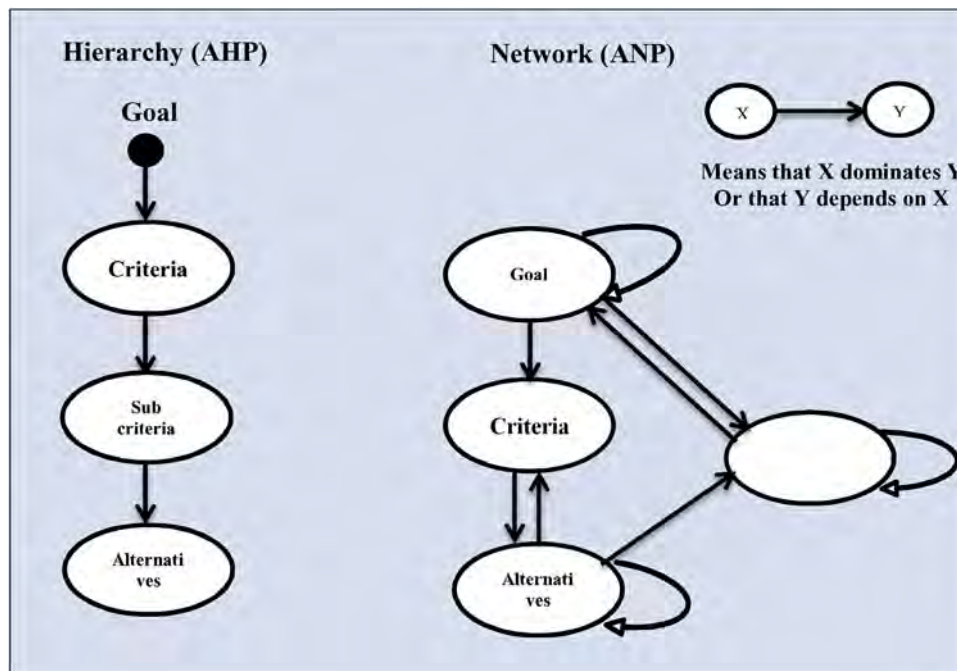 Hierarchy (AHP)
Goal
Criteria
Sub
criteria
Alternati
ves
Network (ANP)
X
Y
Means that X dominates Y
Or that Y depends on X
Goal
Criteria
Alternati
ves